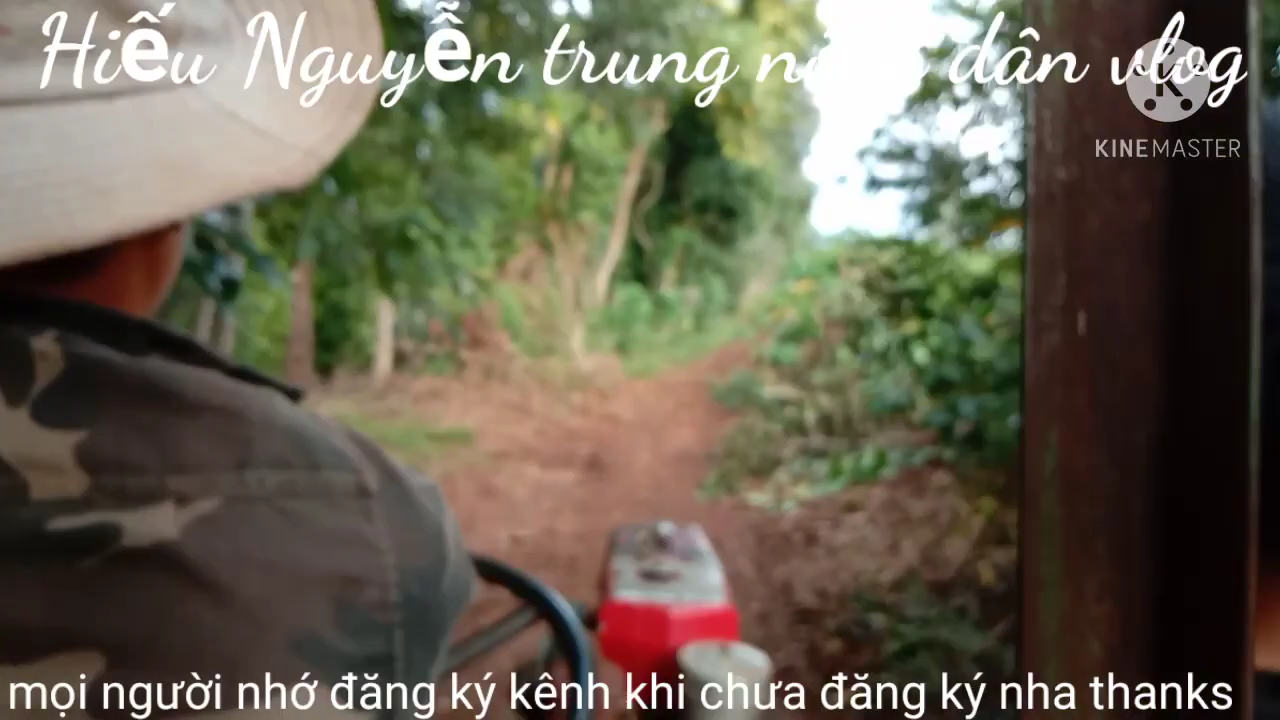 Hiếu Nguyễn trung dân vlog
KINEMASTER
mọi người nhớ đăng ký kênh khi chưa đăng ký nha thanks